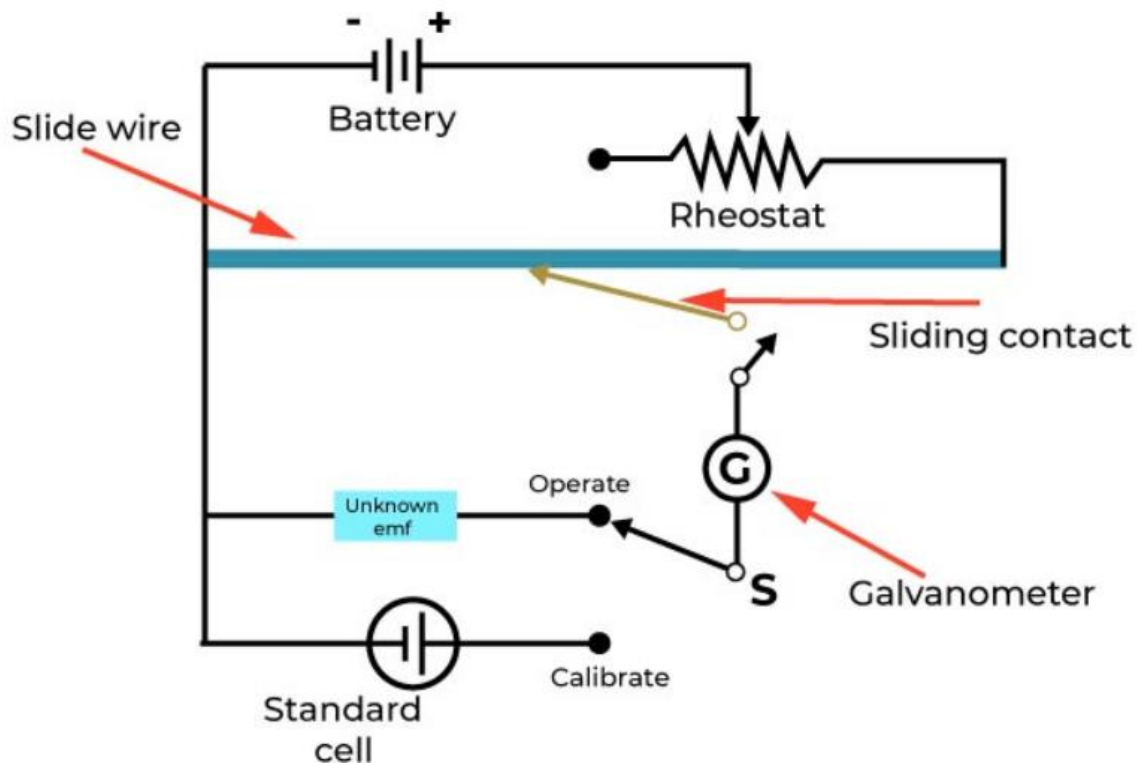 - +
Battery
Slide wire
Rheostat
Sliding contact
G
Operate
Unknown
emf
S
Galvanometer
Calibrate
Standard
cell